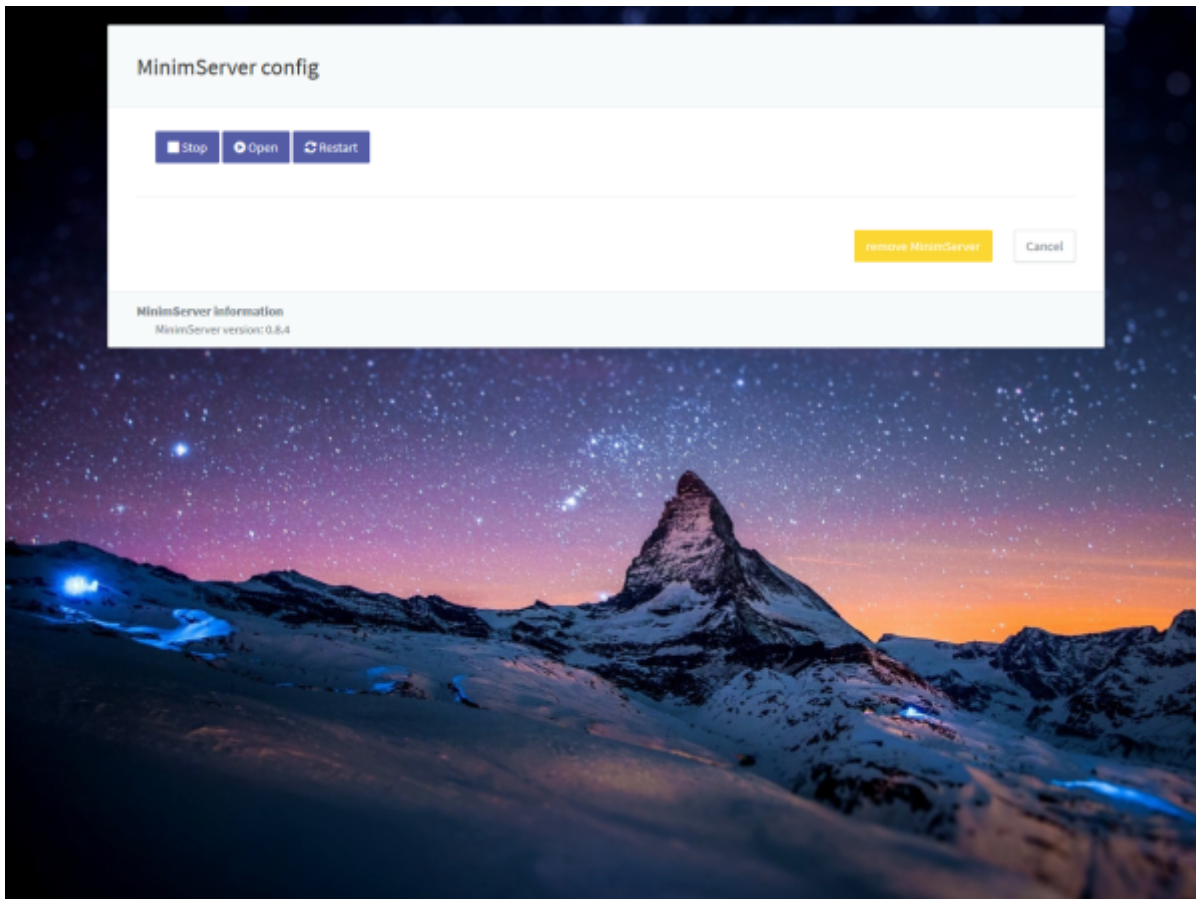 MinimServer config
Stop Open Restart
remove MinimServer Cancel
MinimServer information
MinimServer version: 0.8.4